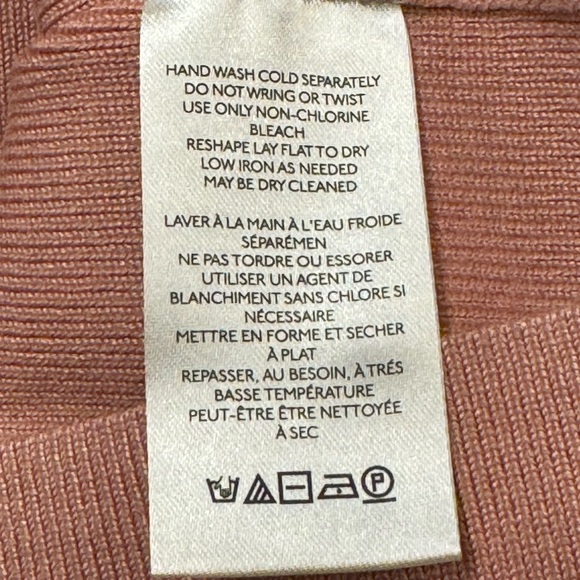 HAND WASH COLD SEPARATELY
DO NOT WRING OR TWIST
USE ONLY NON-CHLORINE
BLEACH
RESHAPE LAY FLAT TO DRY
LOW IRON AS NEEDED
MAY BE DRY CLEANED
LAVER À LA MAIN À L'EAU FROIDE
SÉPARÉMEN
NE PAS TORDRE OU ESSORER
UTILISER UN AGENT DE
BLANCHIMENT SANS CHLORE SI
NÉCESSAIRE
METTRE EN FORME ET SECHER
À PLAT
REPASSER, AU BESOIN, À TRÉS
BASSE TEMPÉRATURE
PEUT-ÊTRE ÊTRE NETTOYÉE
À SEC
P